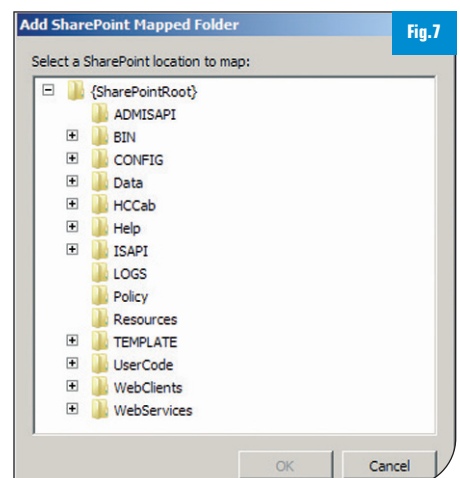 Add SharePoint Mapped Folder
Fig.7
Select a SharePoint location to map:
{SharePointRoot}
ADMISAPI
BIN
CONFIG
Data
HCCab
Help
ISAPI
LOGS
Policy
Resources
TEMPLATE
UserCode
WebClients
WebServices
OK Cancel